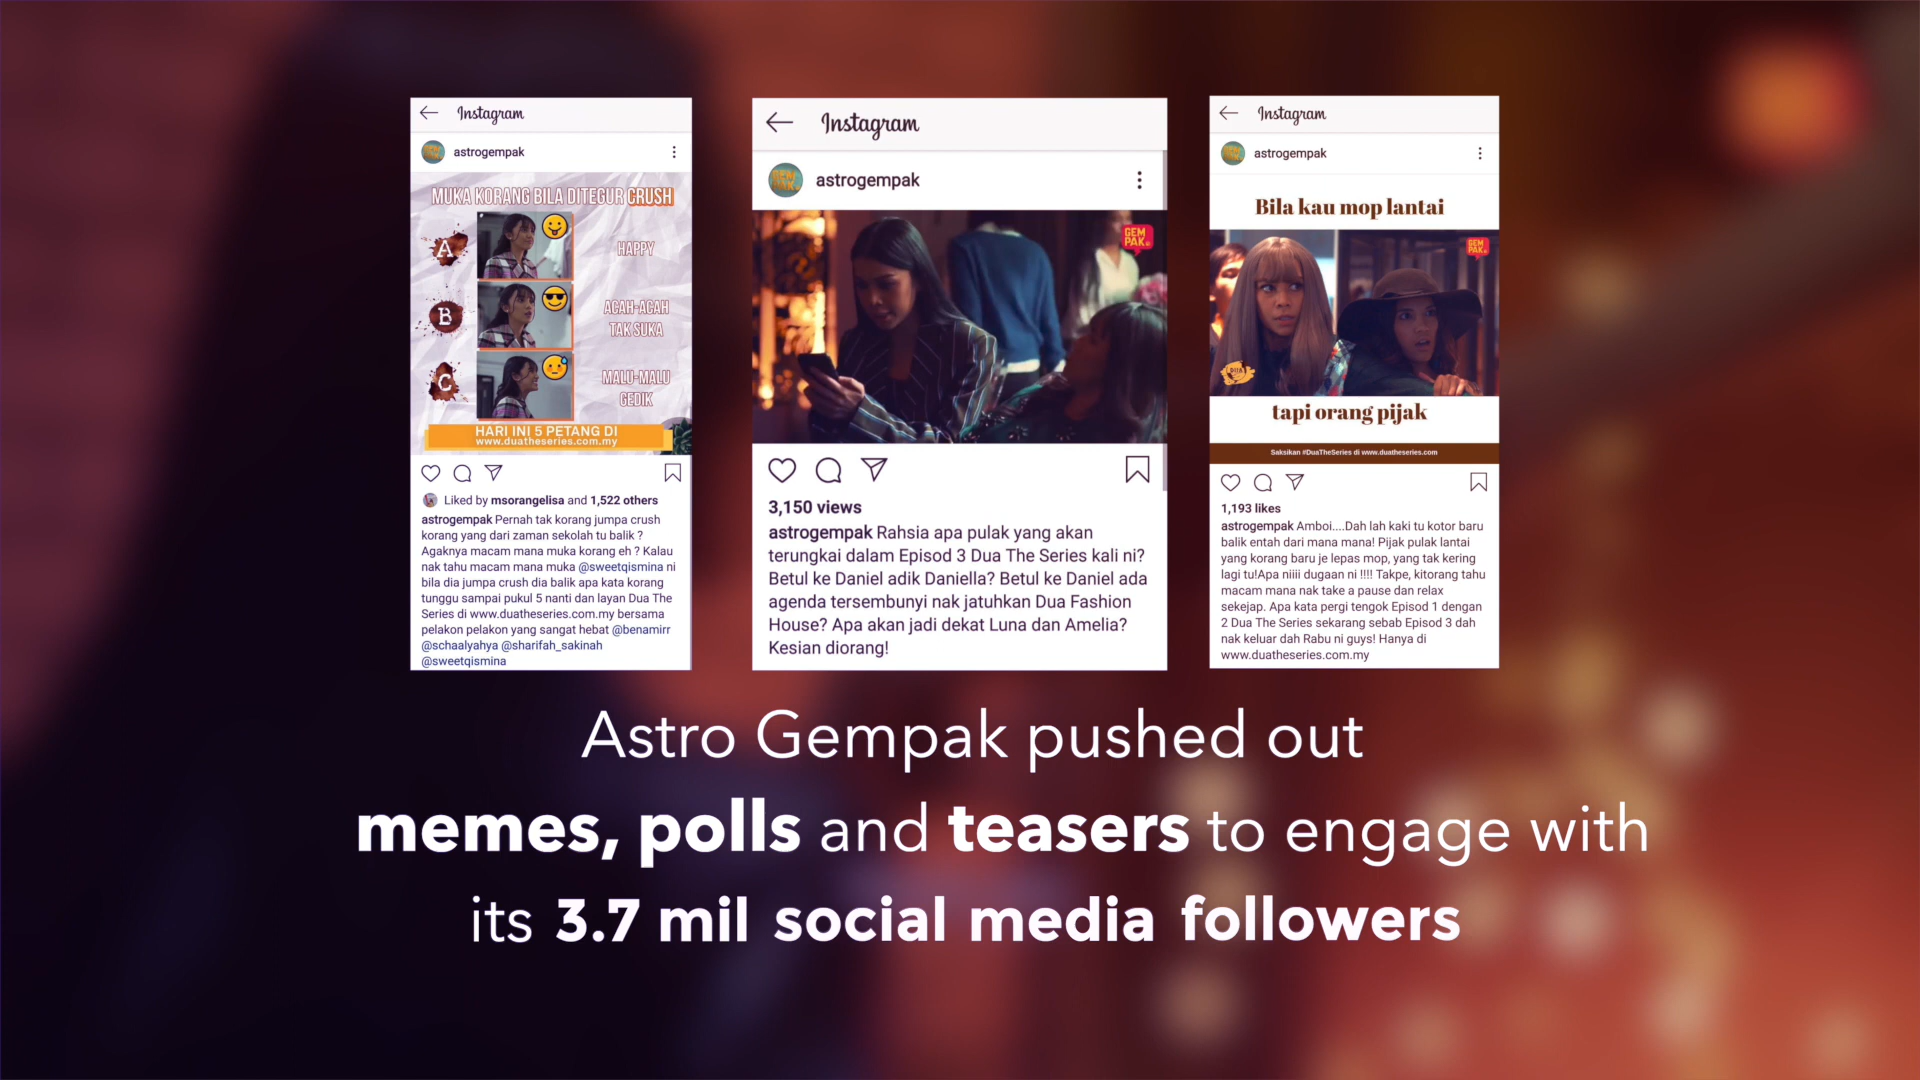 Instagram
astrogempak
MUKA KORANG BILA DITEGUR CRUSH
A
HAPPY
B
ACAH-ACAH
TAK SUKA
C
MALU-MALU
GEDIK
HARI INI 5 PETANG DI
www.duatheseries.com.my
Liked by msorangelisa and 1,522 others
astrogempak Pernah tak korang jumpa crush
korang yang dari zaman sekolah tu balik ?
Agaknya macam mana muka korang eh ? Kalau
nak tahu macam mana muka @sweetqismina ni
bila dia jumpa crush dia balik apa kata korang
tunggu sampai pukul 5 nanti dan layan Dua The
Series di www.duatheseries.com.my bersama
pelakon pelakon yang sangat hebat @benamirr
@schaalyahya @sharifah_sakinah
@sweetqismina
Instagram
astrogempak
GEM
PAK
3,150 views
astrogempak Rahsia apa pulak yang akan
terungkai dalam Episod 3 Dua The Series kali ni?
Betul ke Daniel adik Daniella? Betul ke Daniel ada
agenda tersembunyi nak jatuhkan Dua Fashion
House? Apa akan jadi dekat Luna dan Amelia?
Kesian diorang!
Instagram
astrogempak
Bila kau mop lantai
GEM
PAK
DUA
tapi orang pijak
Saksikan #DuaTheSeries di www.duatheseries.com
1,193 likes
astrogempak Amboi....Dah lah kaki tu kotor baru
balik entah dari mana mana! Pijak pulak lantai
yang korang baru je lepas mop, yang tak kering
lagi tu!Apa niiii dugaan ni !!!! Takpe, kitorang tahu
macam mana nak take a pause dan relax
sekejap. Apa kata pergi tengok Episod 1 dengan
2 Dua The Series sekarang sebab Episod 3 dah
nak keluar dah Rabu ni guys! Hanya di
www.duatheseries.com.my
Astro Gempak pushed out
memes, polls and teasers to engage with
its 3.7 mil social media followers